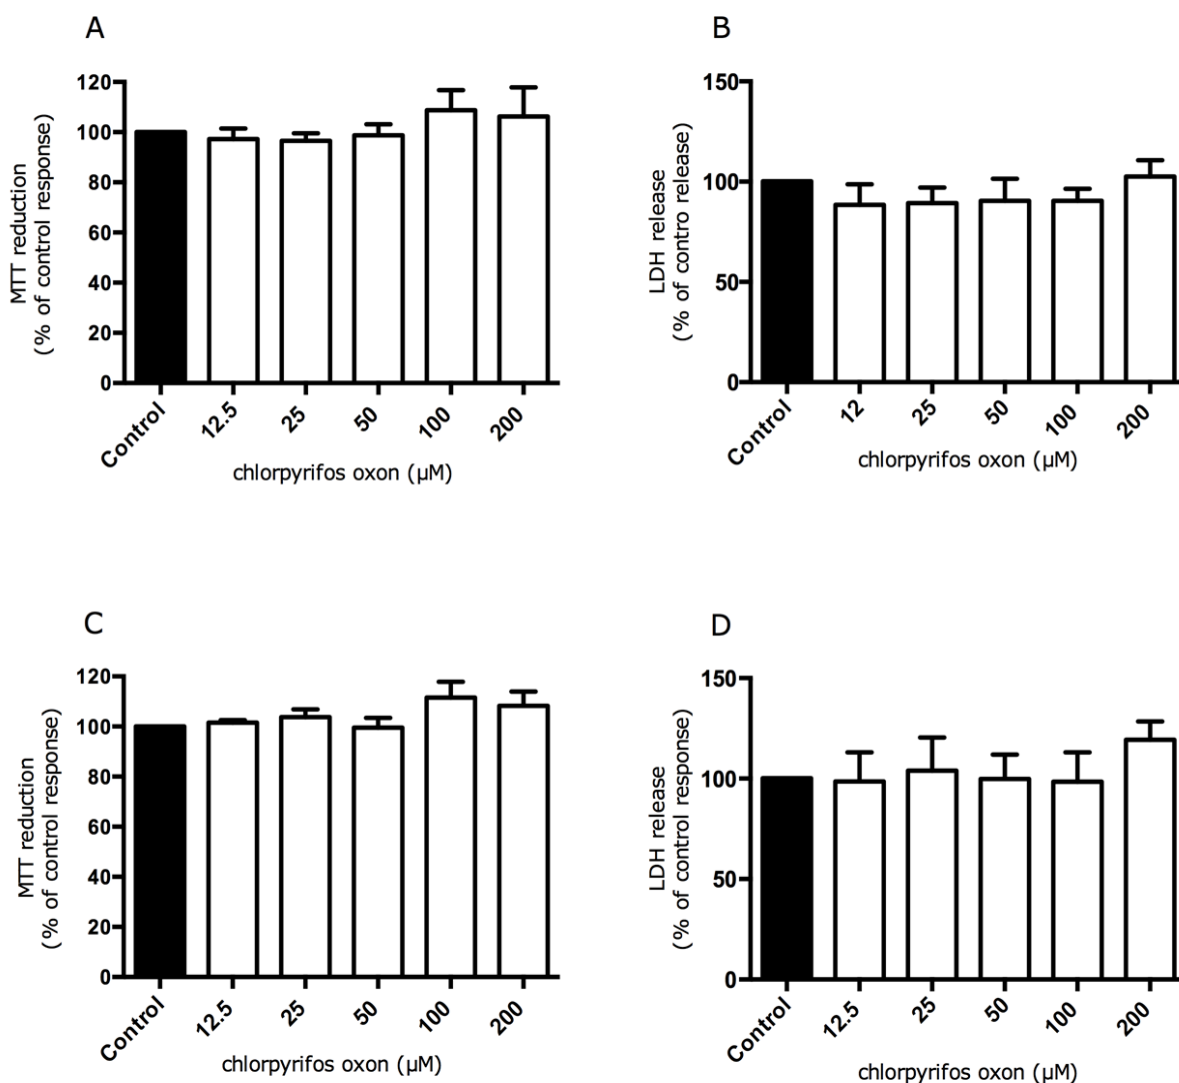 A
MTT reduction
(% of control response)
120
100
80
60
40
20
0
Control
12.5
25
50
100
200
chlorpyrifos oxon (µM)
B
LDH release
(% of contro release)
150
100
50
0
Control
12
25
50
100
200
chlorpyrifos oxon (µM)
C
MTT reduction
(% of control response)
120
100
80
60
40
20
0
Control
12.5
25
50
100
200
chlorpyrifos oxon (µM)
D
LDH release
(% of control response)
150
100
50
0
Control
12.5
25
50
100
200
chlorpyrifos oxon (µM)